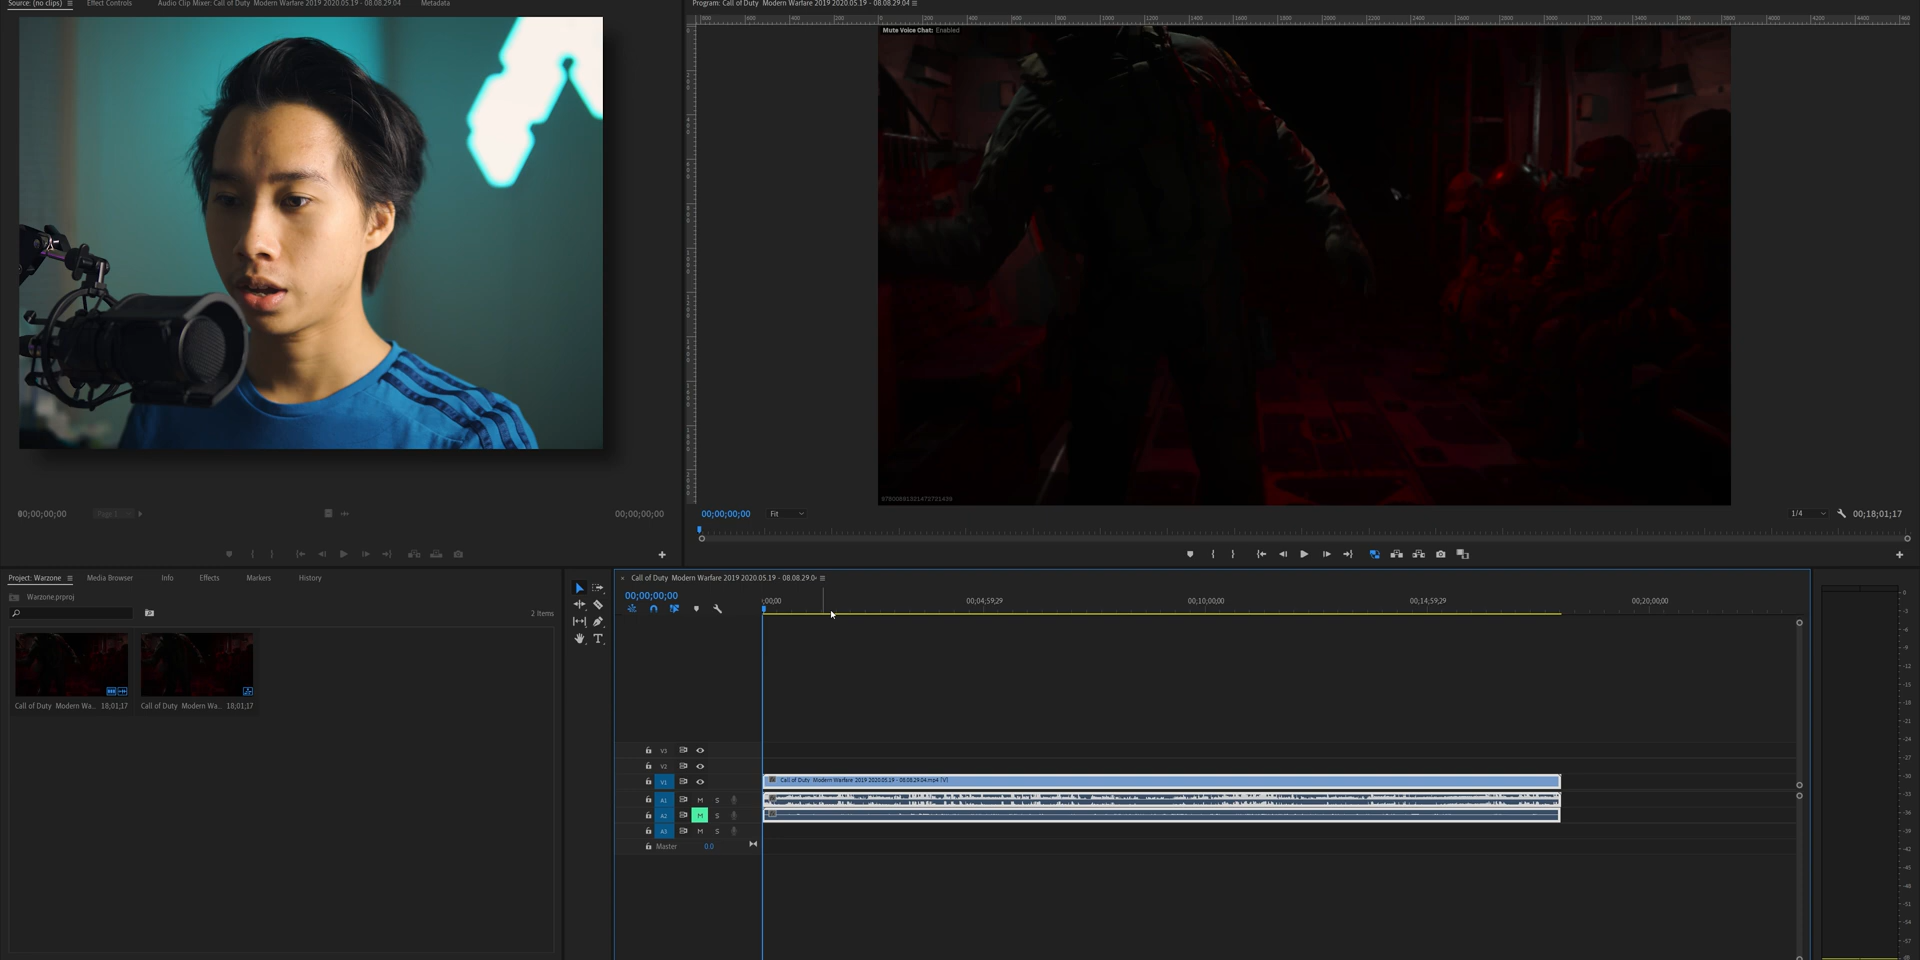 Source: (no clips)
Effect Controls
Audio Clip Mixer: Call of Duty  Modern Warfare 2019 2020.05.19 - 08.08.29.04
Metadata
Program: Call of Duty  Modern Warfare 2019 2020.05.19 - 08.08.29.04
Mute Voice Chat: Enabled
00;00;00;00
Page 1
00;00;00;00
00;00;00;00
Fit
1/4
00;18;01;17
Project: Warzone
Media Browser
Info
Effects
Markers
History
Warzone.prproj
2 Items
Call of Duty  Modern Wa... 18;01;17
Call of Duty  Modern Wa... 18;01;17
× Call of Duty  Modern Warfare 2019 2020.05.19 - 08.08.29.04
00;00;00;00
;00;00
00;04;59;29
00;10;00;00
00;14;59;29
00;20;00;00
V3
V2
V1
Call of Duty  Modern Warfare 2019 2020.05.19 - 08.08.29.04.mp4 [V]
A1 M S
A2 M S
A3 M S
Master 0.0